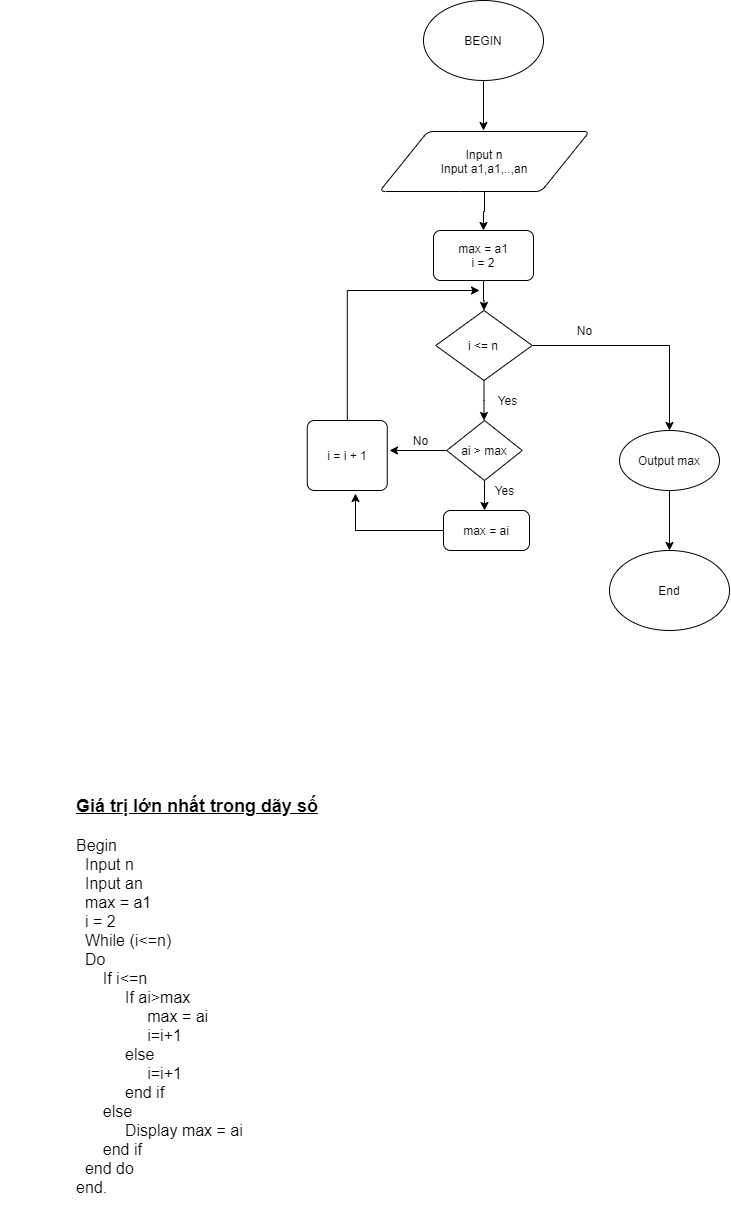 BEGIN
Input n
Input a1,a1,..,an
max = a1
i = 2
i <= n
No
Yes
i = i + 1
No
ai > max
Output max
Yes
max = ai
End
Giá trị lớn nhất trong dãy số
Begin
Input n
Input an
max = a1
i = 2
While (i<=n)
Do
If i<=n
If ai>max
max = ai
i=i+1
else
i=i+1
end if
else
Display max = ai
end if
end do
end.